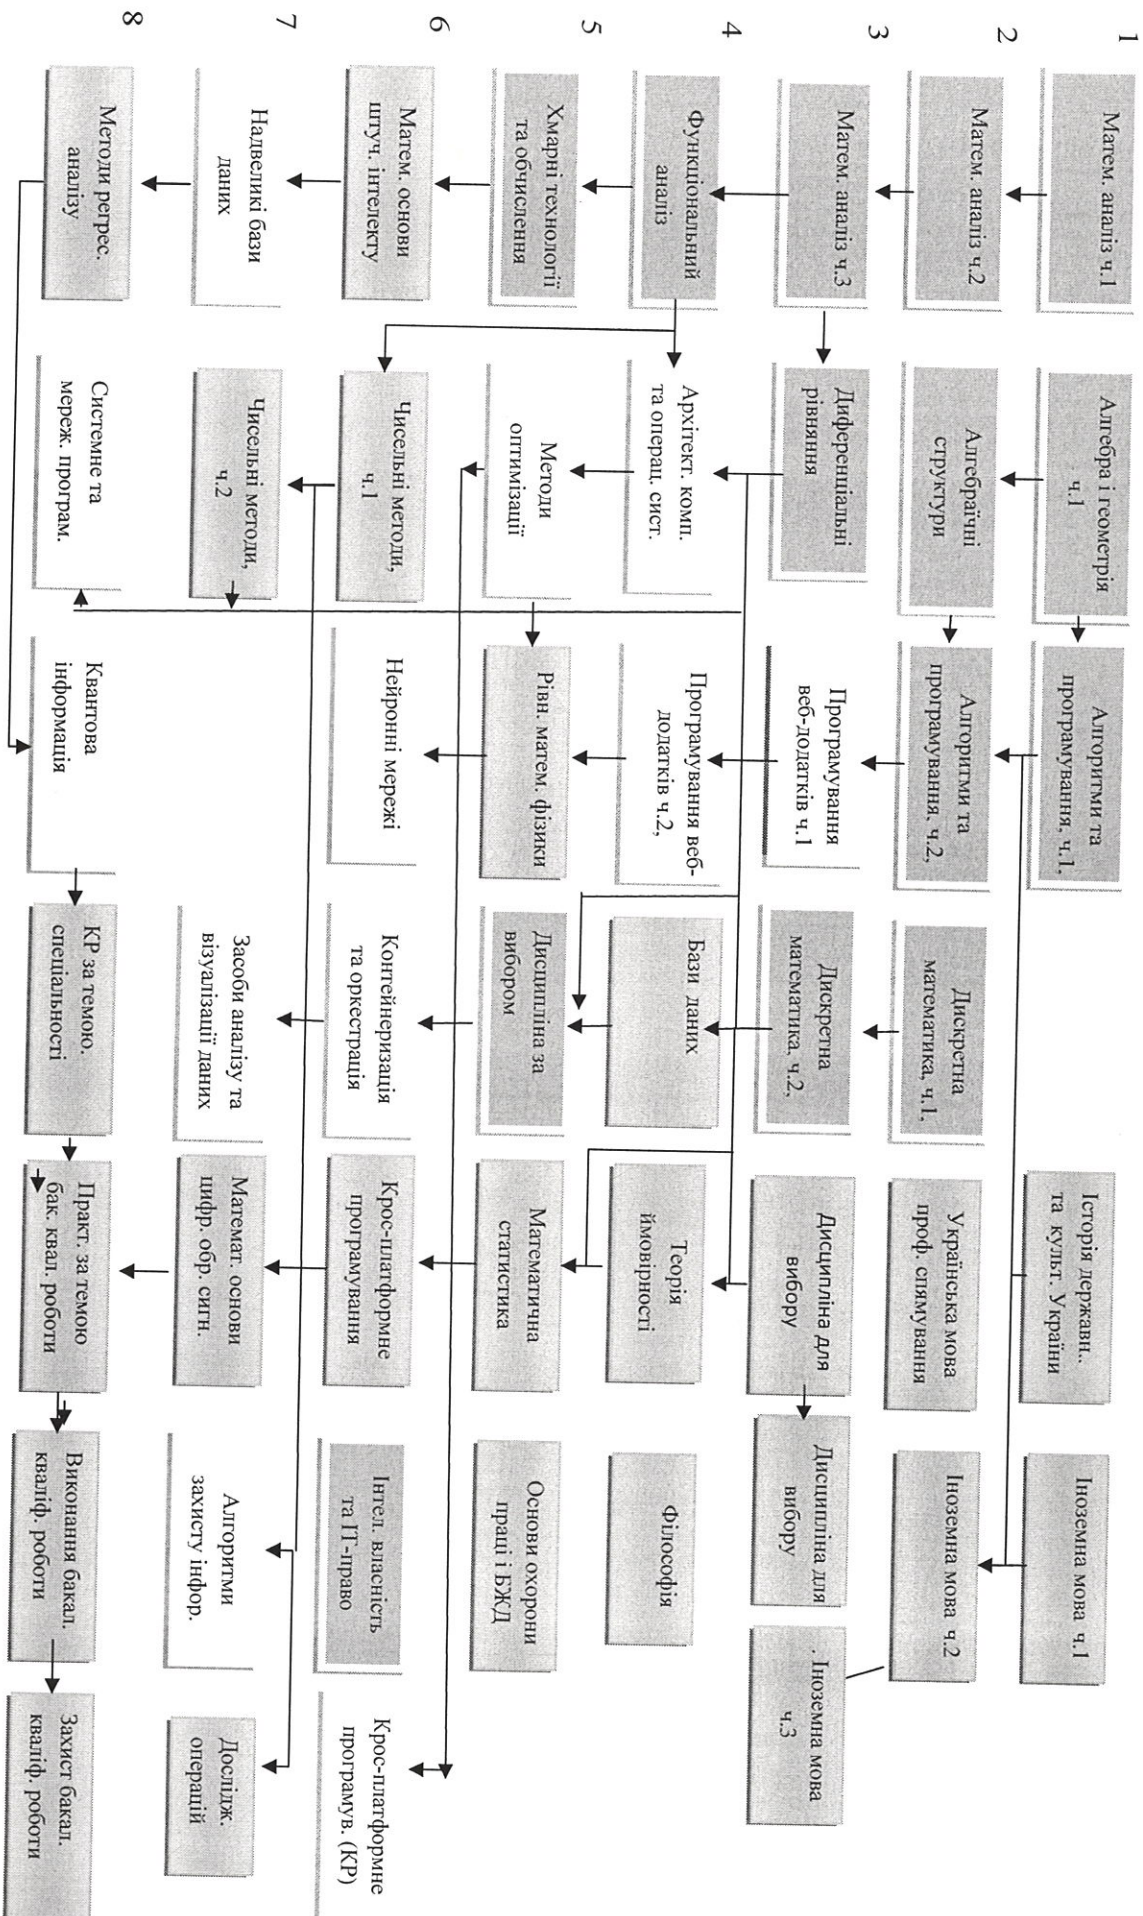 1
Матем. аналіз ч.1
Алгебра і геометрія
ч.1
Алгоритми та
програмування, ч.1,
Історія державн..
та культ. України
Іноземна мова ч.1
2
Матем. аналіз ч.2
Алгебраїчні
структури
Алгоритми та
програмування, ч.2,
Дискретна
математика, ч.1,
Українська мова
проф. спямування
Іноземна мова ч.2
3
Матем. аналіз ч.3
Диференціальні
рівняння
Програмування
веб-додатків ч.1
Дискретна
математика, ч.2,
Дисципліна для
вибору
Дисципліна для
вибору
. Іноземна мова
ч.3
4
Функціональний
аналіз
Архітект. комп.
та операц. сист.
Програмування веб-
додатків ч.2,
Бази даних
Теорія
ймовірності
Філософія
5
Хмарні технології
та обчислення
Методи
оптимізації
Рівн. матем. фізики
Дисципліна за
вибором
Математична
статистика
Основи охорони
праці і БЖД
6
Матем. основи
штуч. інтелекту
Чисельні методи,
ч.1
Нейронні мережі
Контейнеризація
та оркестрація
Крос-платформне
програмування
Інтел. власність
та ІТ-право
Крос-платформне
програмув. (КР)
7
Надвеликі бази
даних
Чисельні методи,
ч.2
Засоби аналізу та
візуалізації даних
Математ. основи
цифр. обр. сигн.
Алгоритми
захисту інфор.
Дослідж.
операцій
8
Методи регрес.
аналізу
Системне та
мереж. програм.
Квантова
інформація
КР за темою.
спеціальності
Практ. за темою
бак. квал. роботи
Виконання бакал.
кваліф. роботи
Захист бакал.
кваліф. роботи